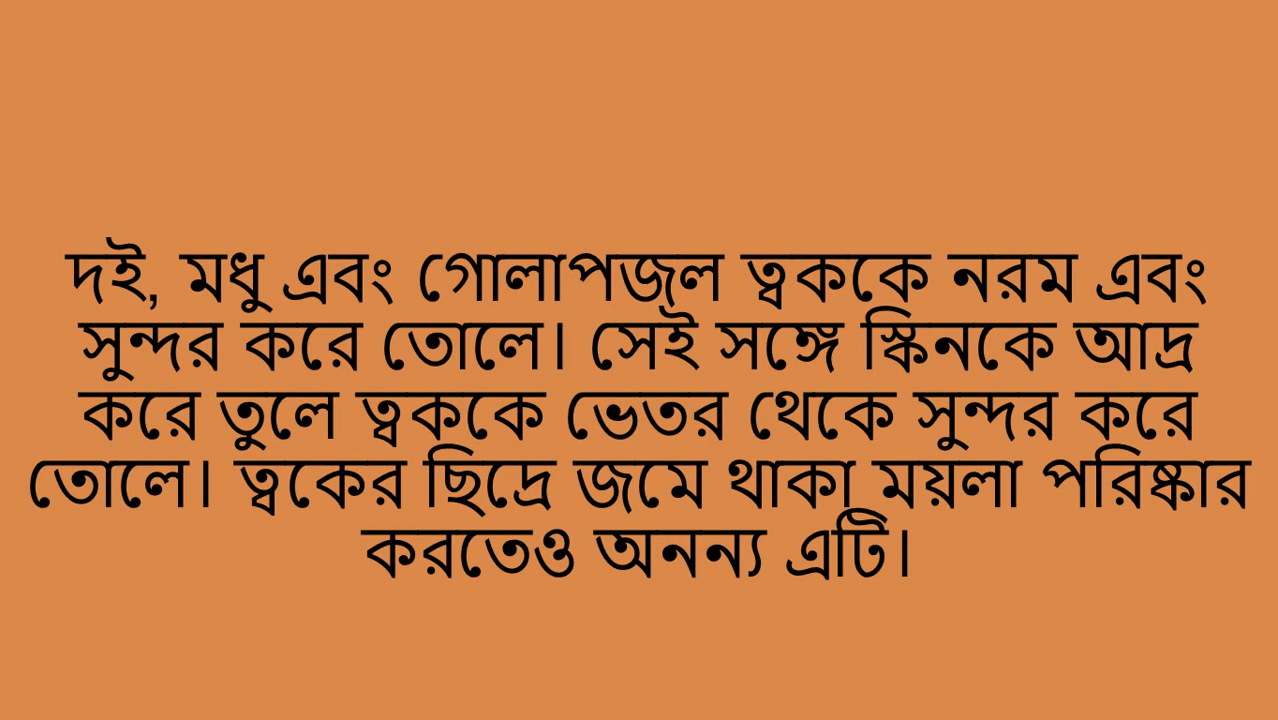 দই, মধু এবং গোলাপজল ত্বককে নরম এবং
সুন্দর করে তোলে। সেই সঙ্গে স্কিনকে আদ্র
করে তুলে ত্বককে ভেতর থেকে সুন্দর করে
তোলে। ত্বকের ছিদ্রে জমে থাকা ময়লা পরিষ্কার
করতেও অনন্য এটি।